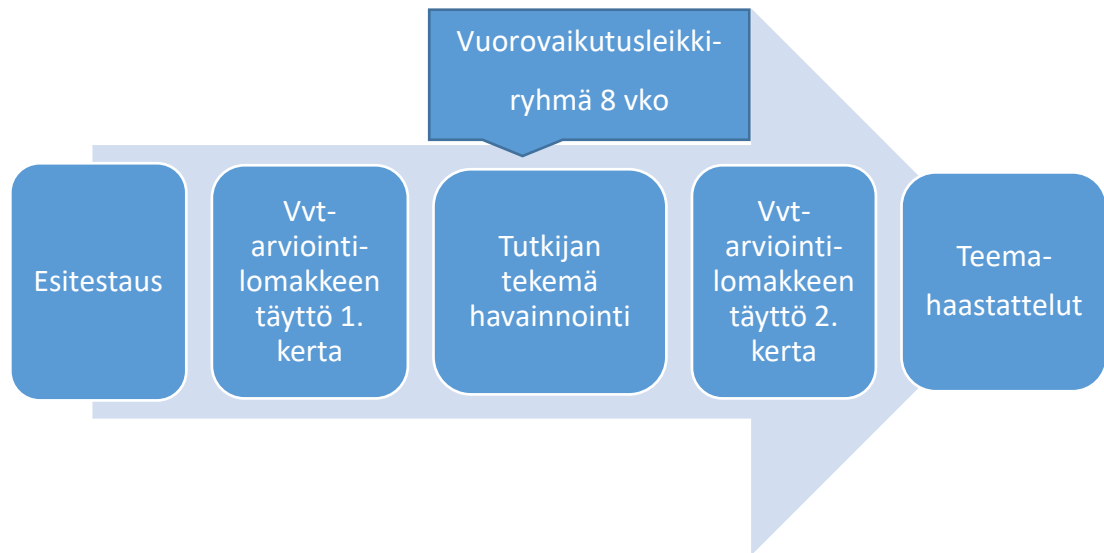 Vuorovaikutusleikki-
ryhmä 8 vko
Esitestaus
Vvt-
arviointi-
lomakkeen
täyttö 1.
kerta
Tutkijan
tekemä
havainnointi
Vvt-
arviointi-
lomakkeen
täyttö 2.
kerta
Teema-
haastattelut